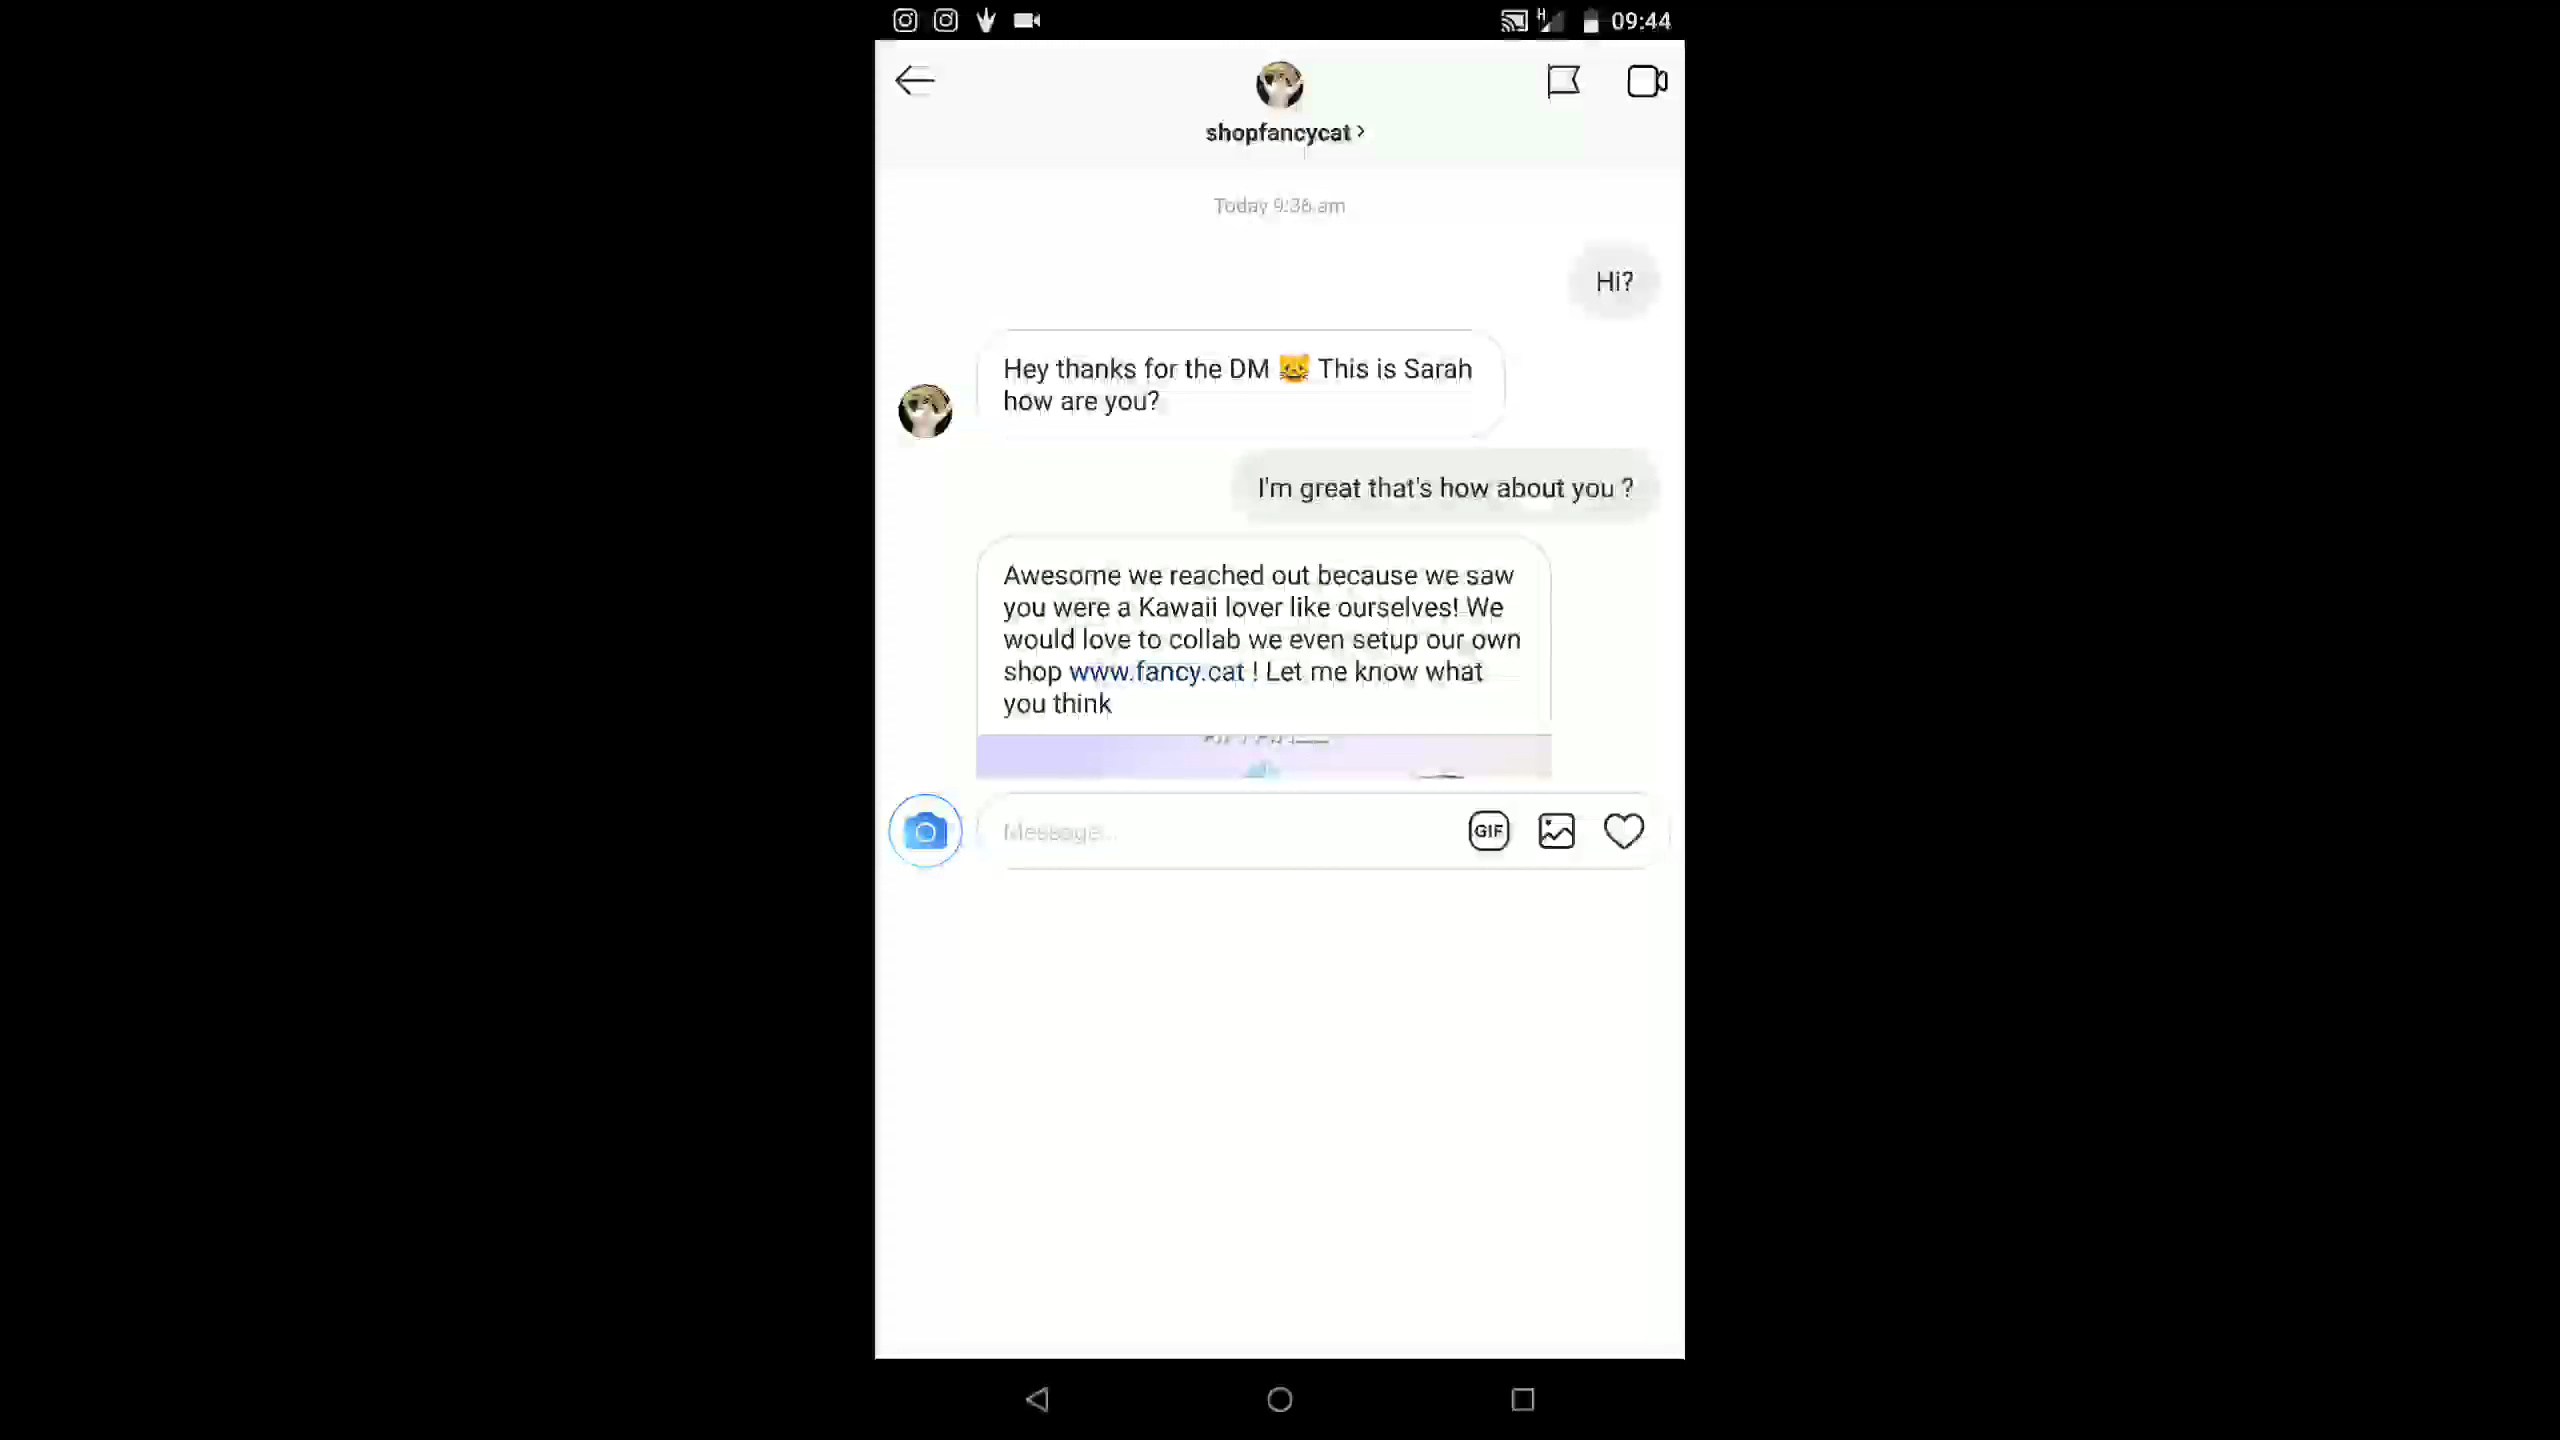 09:44
shopfancycat
Today 9:36 am
Hi?
Hey thanks for the DM 😺 This is Sarah
how are you?
I'm great that's how about you ?
Awesome we reached out because we saw
you were a Kawaii lover like ourselves! We
would love to collab we even setup our own
shop www.fancy.cat ! Let me know what
you think
Message...
GIF